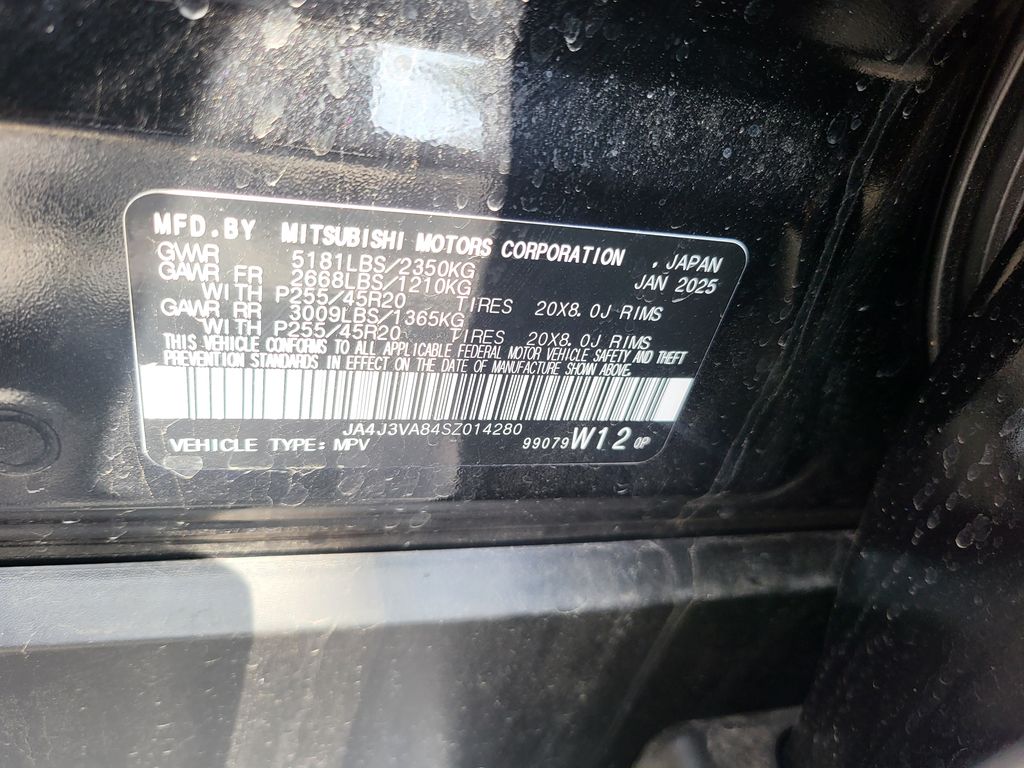 MFD.BY MITSUBISHI MOTORS CORPORATION , JAPAN
GVWR 5181LBS/2350KG JAN 2025
GAWR FR 2668LBS/1210KG
WITH P255/45R20 TIRES 20X8.0J RIMS
GAWR RR 3009LBS/1365KG
WITH P255/45R20 TIRES 20X8.0J RIMS
THIS VEHICLE CONFORMS TO ALL APPLICABLE FEDERAL MOTOR VEHICLE SAFETY AND THEFT
PREVENTION STANDARDS IN EFFECT ON THE DATE OF MANUFACTURE SHOWN ABOVE.
JA4J3VA84SZ014280
VEHICLE TYPE:MPV 99079W12OP